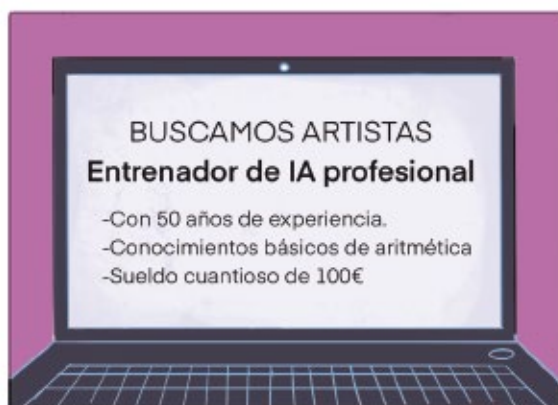 BUSCAMOS ARTISTAS
Entrenador de IA profesional
-Con 50 años de experiencia.
-Conocimientos básicos de aritmética
-Sueldo cuantioso de 100€